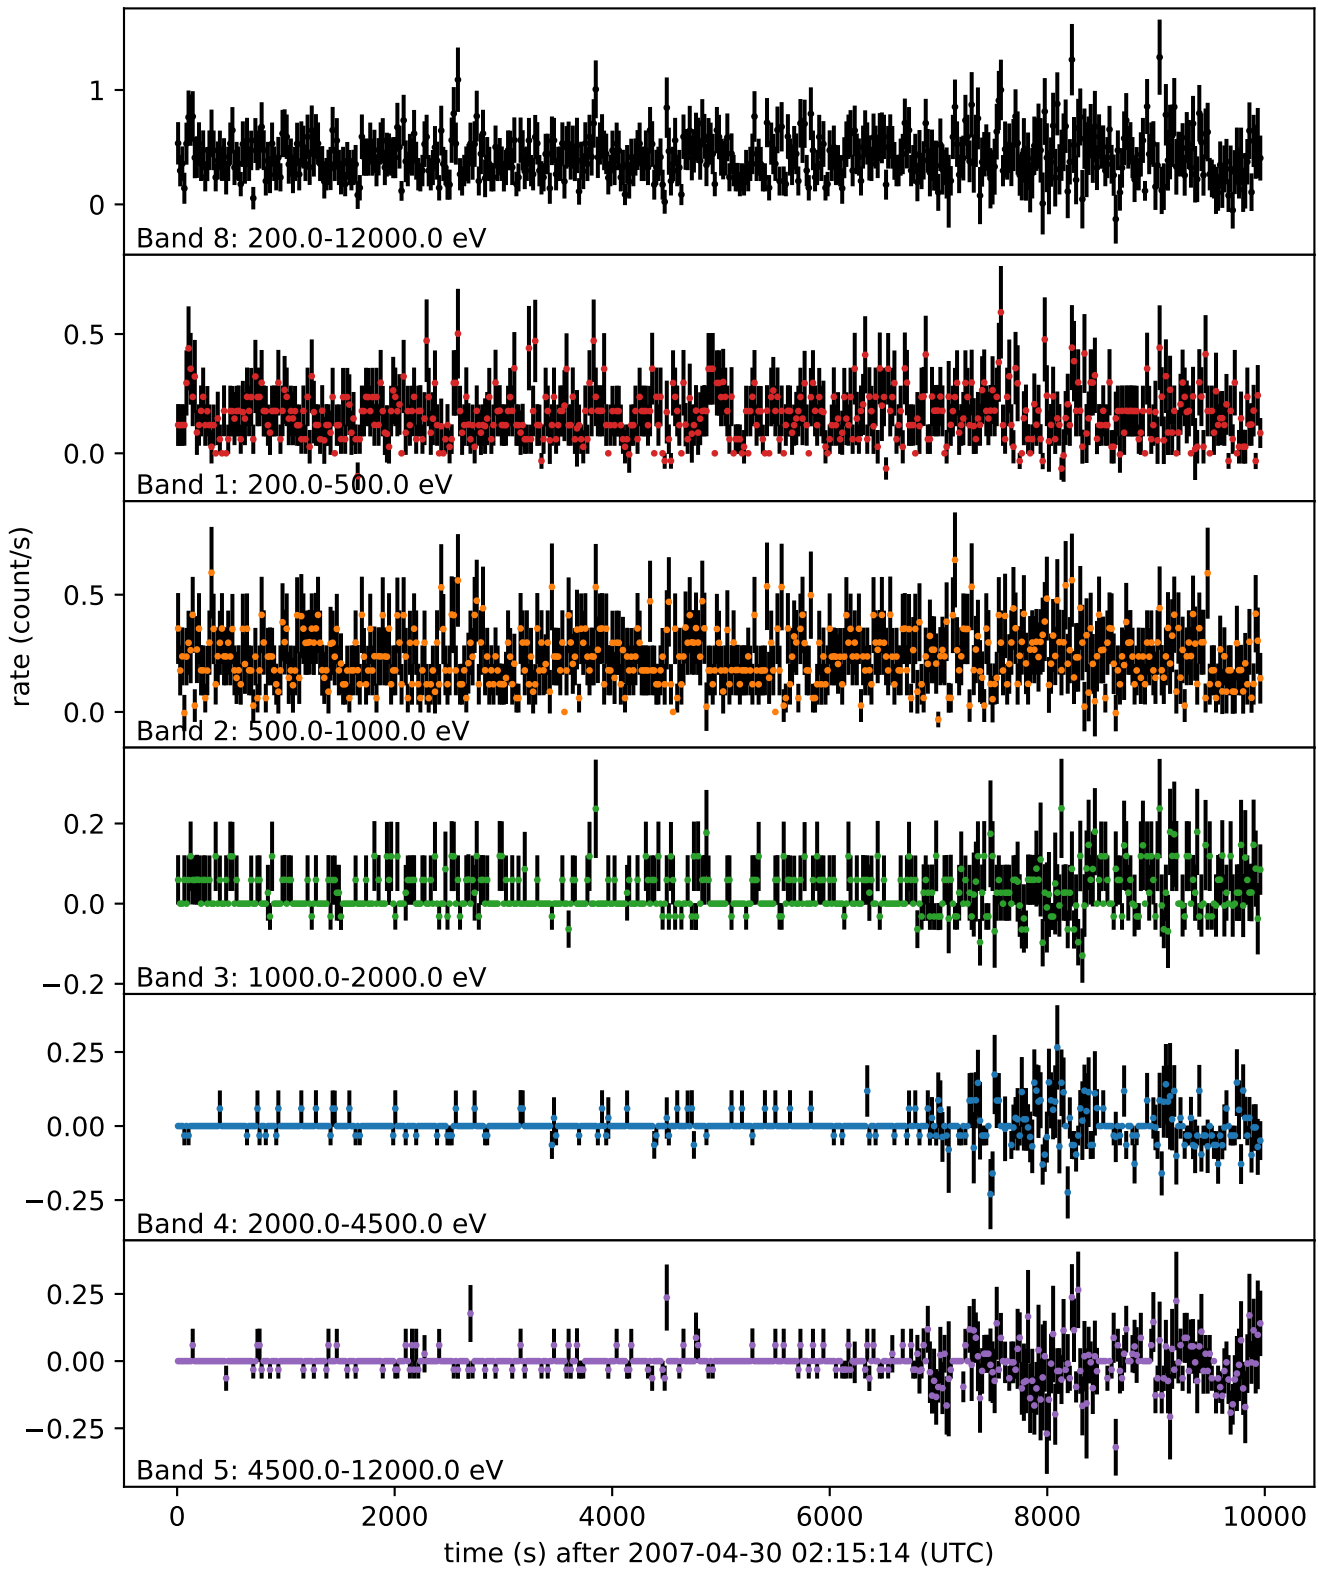 1
0
Band 8: 200.0-12000.0 eV
0.5
0.0
Band 1: 200.0-500.0 eV
rate (count/s)
0.5
0.0
Band 2: 500.0-1000.0 eV
0.2
0.0
−0.2
Band 3: 1000.0-2000.0 eV
0.25
0.00
−0.25
Band 4: 2000.0-4500.0 eV
0.25
0.00
−0.25
Band 5: 4500.0-12000.0 eV
0 2000 4000 6000 8000 10000
time (s) after 2007-04-30 02:15:14 (UTC)